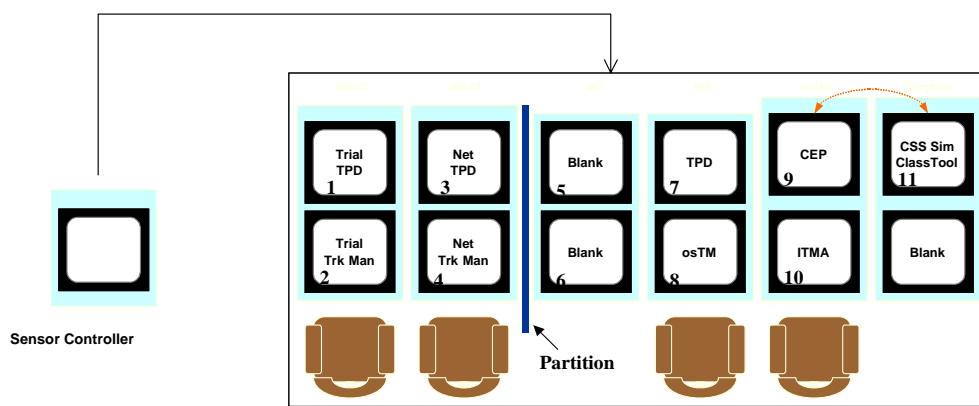 Trial
TPD
1
Net
TPD
3
Blank
5
TPD
7
CEP
9
CSS Sim
ClassTool
11
Trial
Trk Man
2
Net
Trk Man
4
Blank
6
osTM
8
ITMA
10
Blank
Sensor Controller
Partition